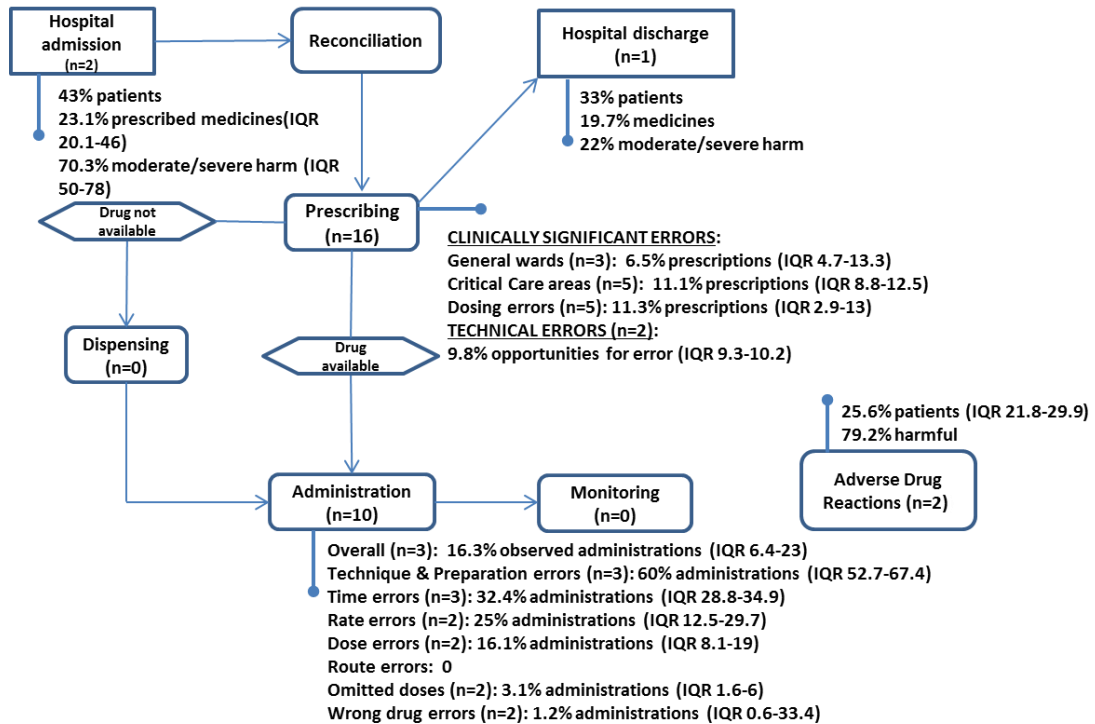 Hospital
admission
(n=2)
Reconciliation
Hospital discharge
(n=1)
43% patients
23.1% prescribed medicines(IQR
20.1-46)
70.3% moderate/severe harm (IQR
50-78)
33% patients
19.7% medicines
22% moderate/severe harm
Drug not
available
Prescribing
(n=16)
CLINICALLY SIGNIFICANT ERRORS:
General wards (n=3): 6.5% prescriptions (IQR 4.7-13.3)
Critical Care areas (n=5): 11.1% prescriptions (IQR 8.8-12.5)
Dosing errors (n=5): 11.3% prescriptions (IQR 2.9-13)
TECHNICAL ERRORS (n=2):
9.8% opportunities for error (IQR 9.3-10.2)
Dispensing
(n=0)
Drug
available
25.6% patients (IQR 21.8-29.9)
79.2% harmful
Adverse Drug
Reactions (n=2)
Administration
(n=10)
Monitoring
(n=0)
Overall (n=3): 16.3% observed administrations (IQR 6.4-23)
Technique & Preparation errors (n=3): 60% administrations (IQR 52.7-67.4)
Time errors (n=3): 32.4% administrations (IQR 28.8-34.9)
Rate errors (n=2): 25% administrations (IQR 12.5-29.7)
Dose errors (n=2): 16.1% administrations (IQR 8.1-19)
Route errors: 0
Omitted doses (n=2): 3.1% administrations (IQR 1.6-6)
Wrong drug errors (n=2): 1.2% administrations (IQR 0.6-33.4)